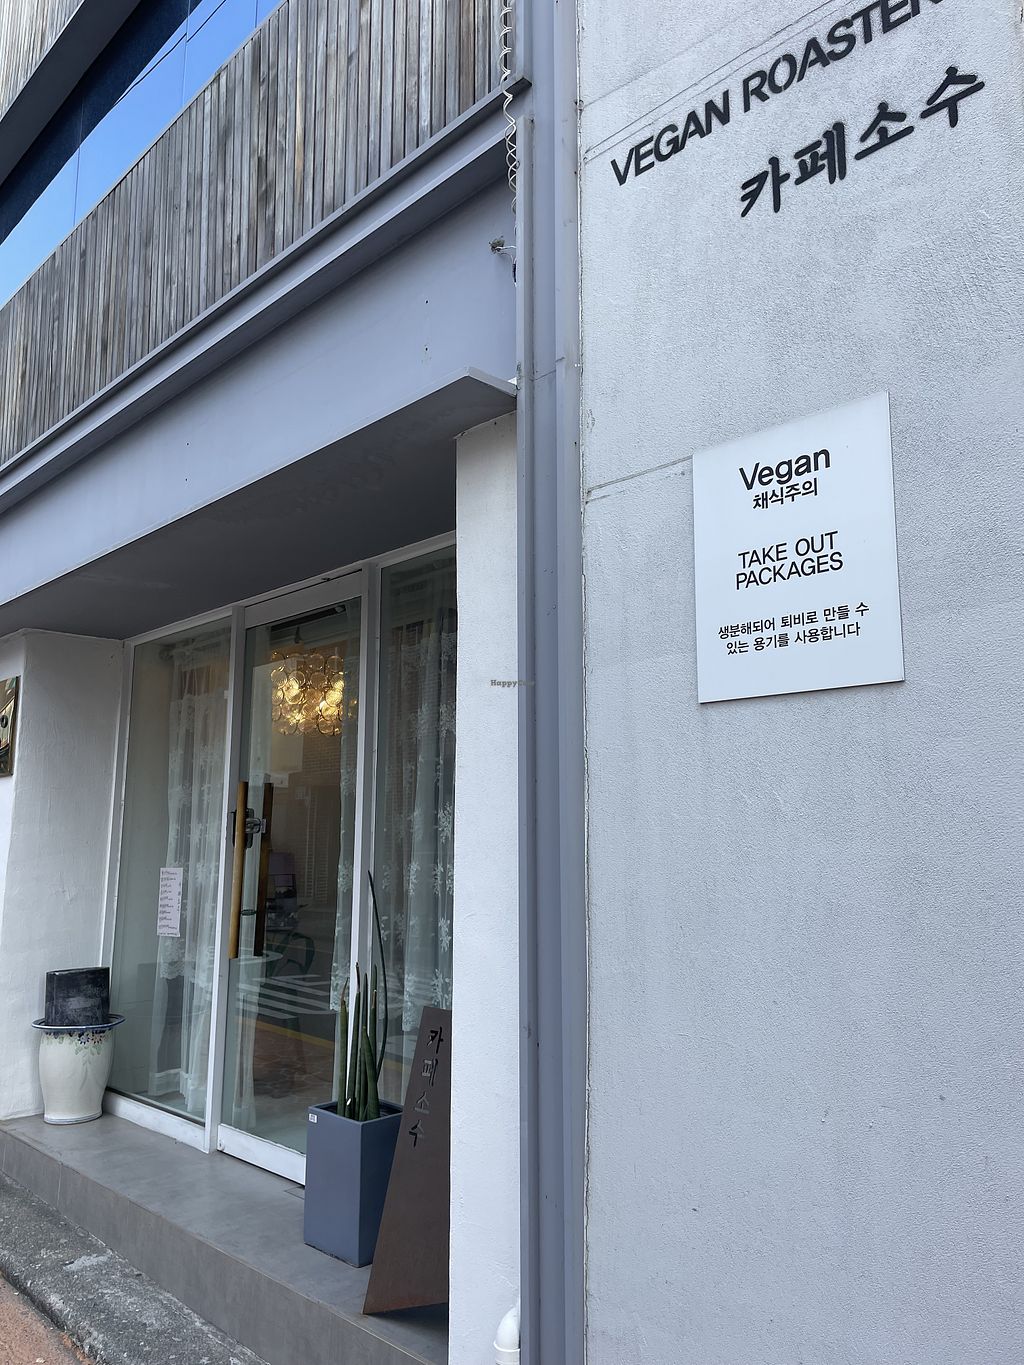 VEGAN ROASTER
카페소수
Vegan
채식주의
TAKE OUT
PACKAGES
생분해되어 퇴비로 만들 수
있는 용기를 사용합니다
HappyCow
카페소수